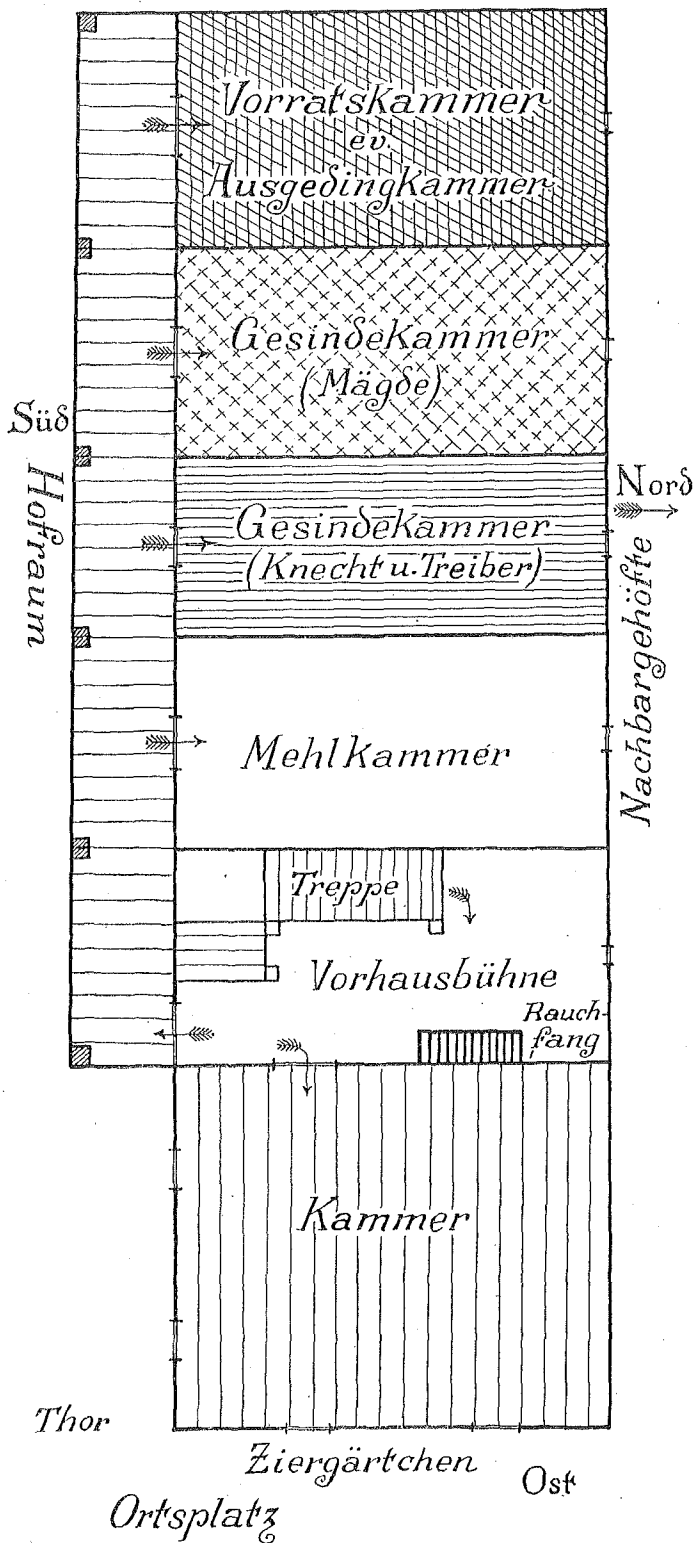 Vorratskammer
ev.
Ausgedingkammer
Gesindekammer
(Mägde)
Süd
Hofraum
Nord
Gesindekammer
(Knecht u. Treiber)
Nachbargehöfte
Mehlkammer
Treppe
Vorhausbühne
Rauch-
fang
Kammer
Thor
Ziergärtchen
Ost
Ortsplatz